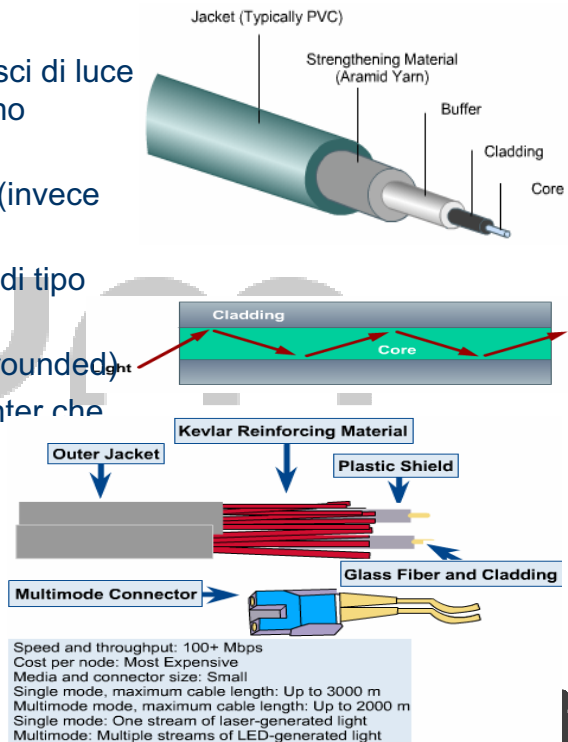 Jacket (Typically PVC)
sci di luce
Strengthening Material
(Aramid Yarn)
no
Buffer
Cladding
(invece
Core
di tipo
Cladding
Core
Light
rounded)
nter che
Kevlar Reinforcing Material
Outer Jacket
Plastic Shield
Glass Fiber and Cladding
Multimode Connector
Speed and throughput: 100+ Mbps
Cost per node: Most Expensive
Media and connector size: Small
Single mode, maximum cable length: Up to 3000 m
Multimode mode, maximum cable length: Up to 2000 m
Single mode: One stream of laser-generated light
Multimode: Multiple streams of LED-generated light